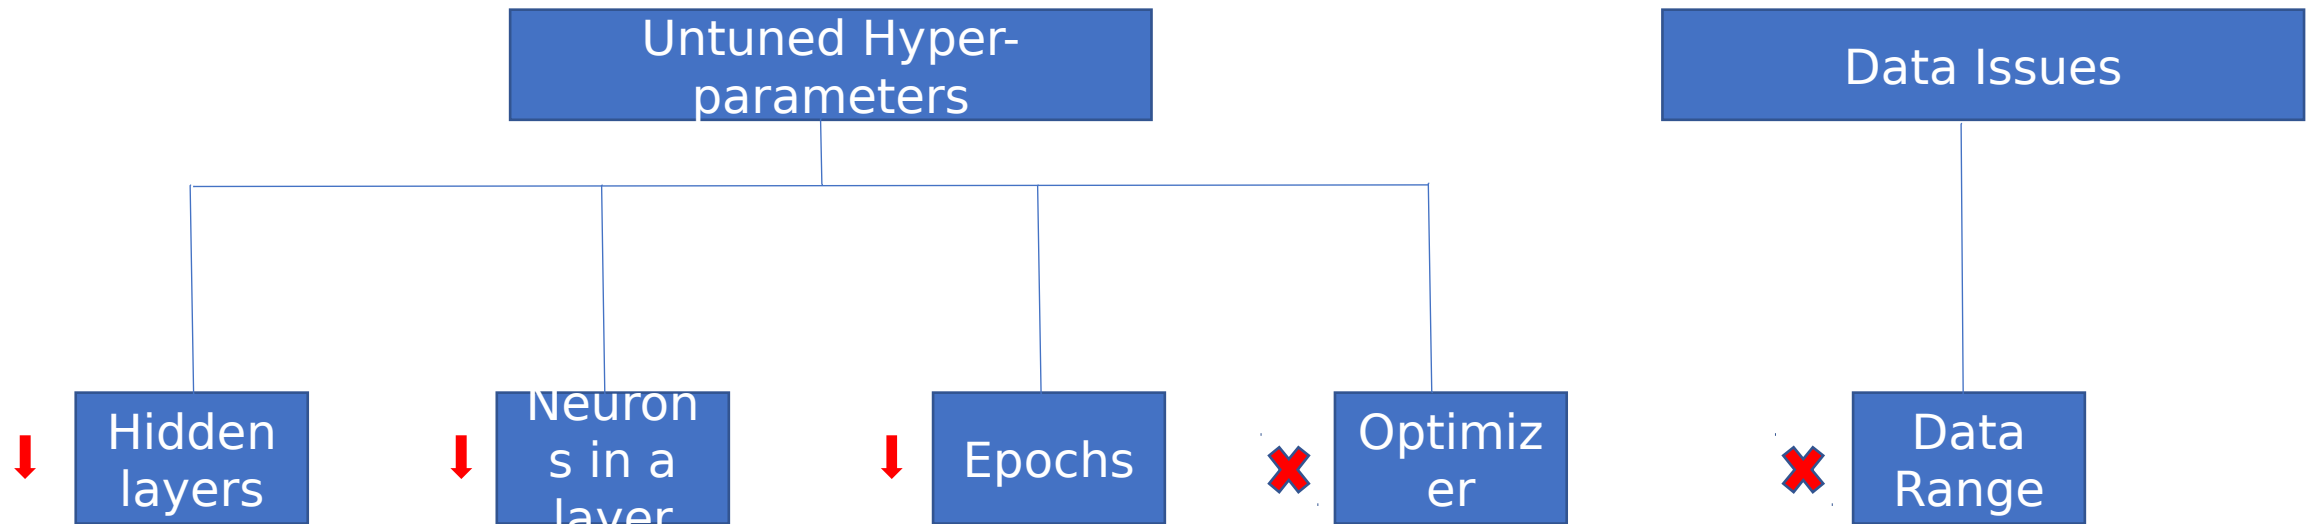 Untuned Hyper-
parameters
Data Issues
Hidden
layers
Neuron
s in a
layer
Epochs
Optimiz
er
Data
Range